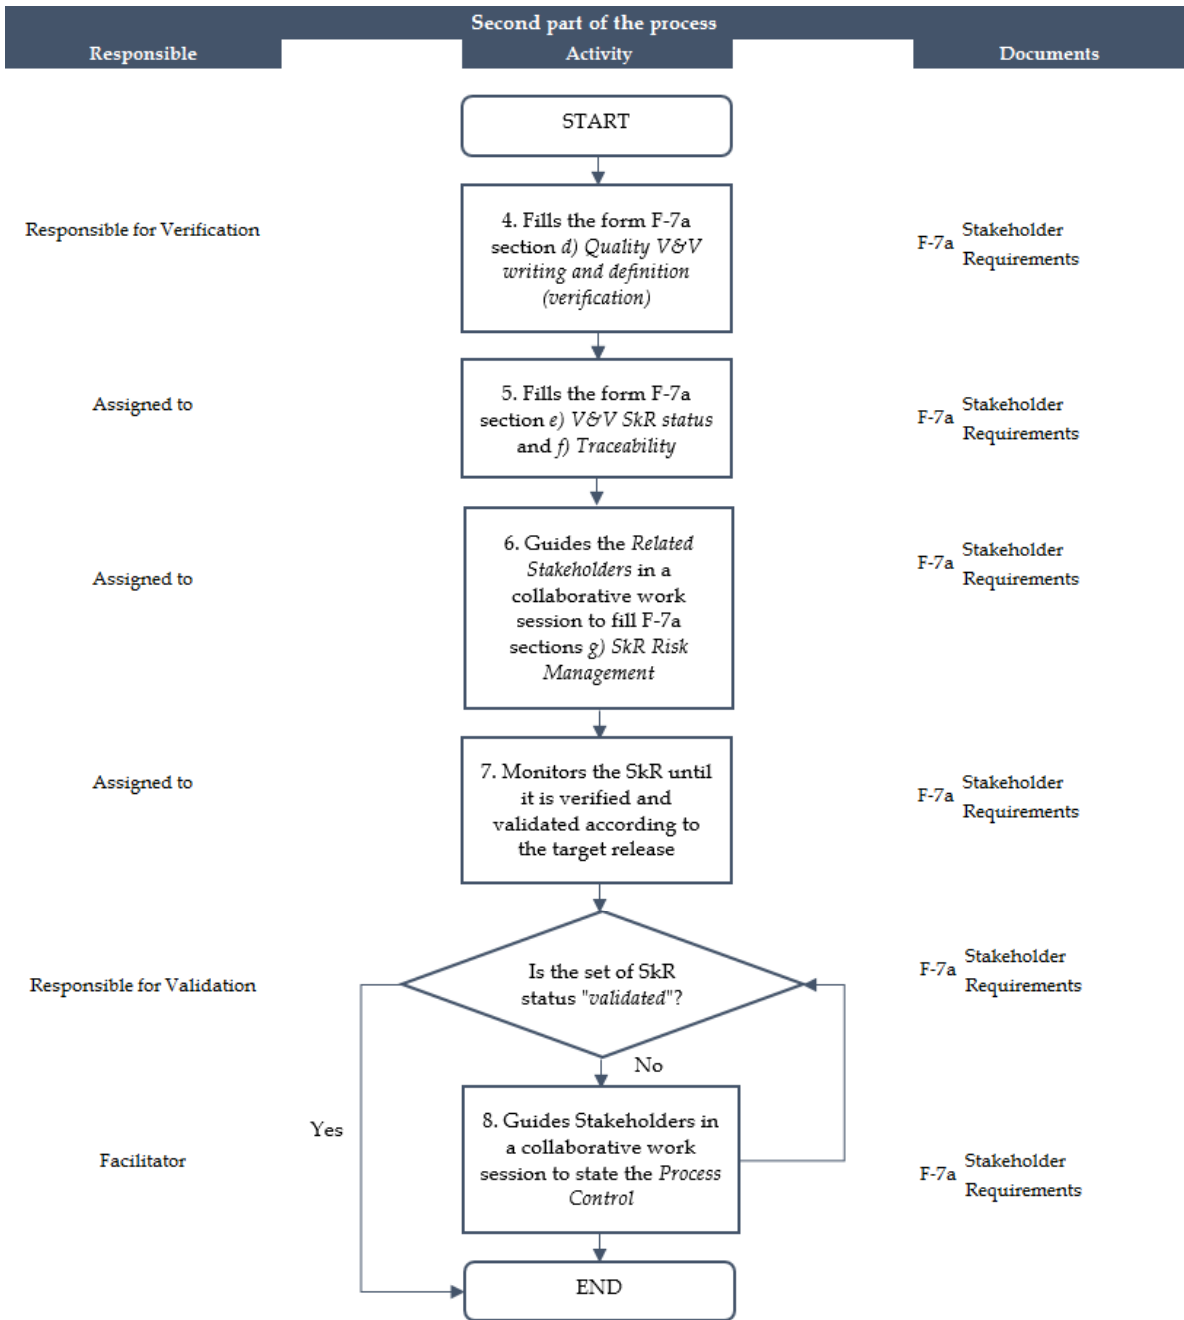 Second part of the process
Responsible
Activity
Documents
START
Responsible for Verification
4. Fills the form F-7a
section d) Quality V&V
writing and definition
(verification)
F-7a
Stakeholder
Requirements
Assigned to
5. Fills the form F-7a
section e) V&V SkR status
and f) Traceability
F-7a
Stakeholder
Requirements
Assigned to
6. Guides the Related
Stakeholders in a
collaborative work
session to fill F-7a
sections g) SkR Risk
Management
F-7a
Stakeholder
Requirements
Assigned to
7. Monitors the SkR until
it is verified and
validated according to
the target release
F-7a
Stakeholder
Requirements
Responsible for Validation
Is the set of SkR
status "validated"?
F-7a
Stakeholder
Requirements
No
Yes
Facilitator
8. Guides Stakeholders in
a collaborative work
session to state the Process
Control
F-7a
Stakeholder
Requirements
END